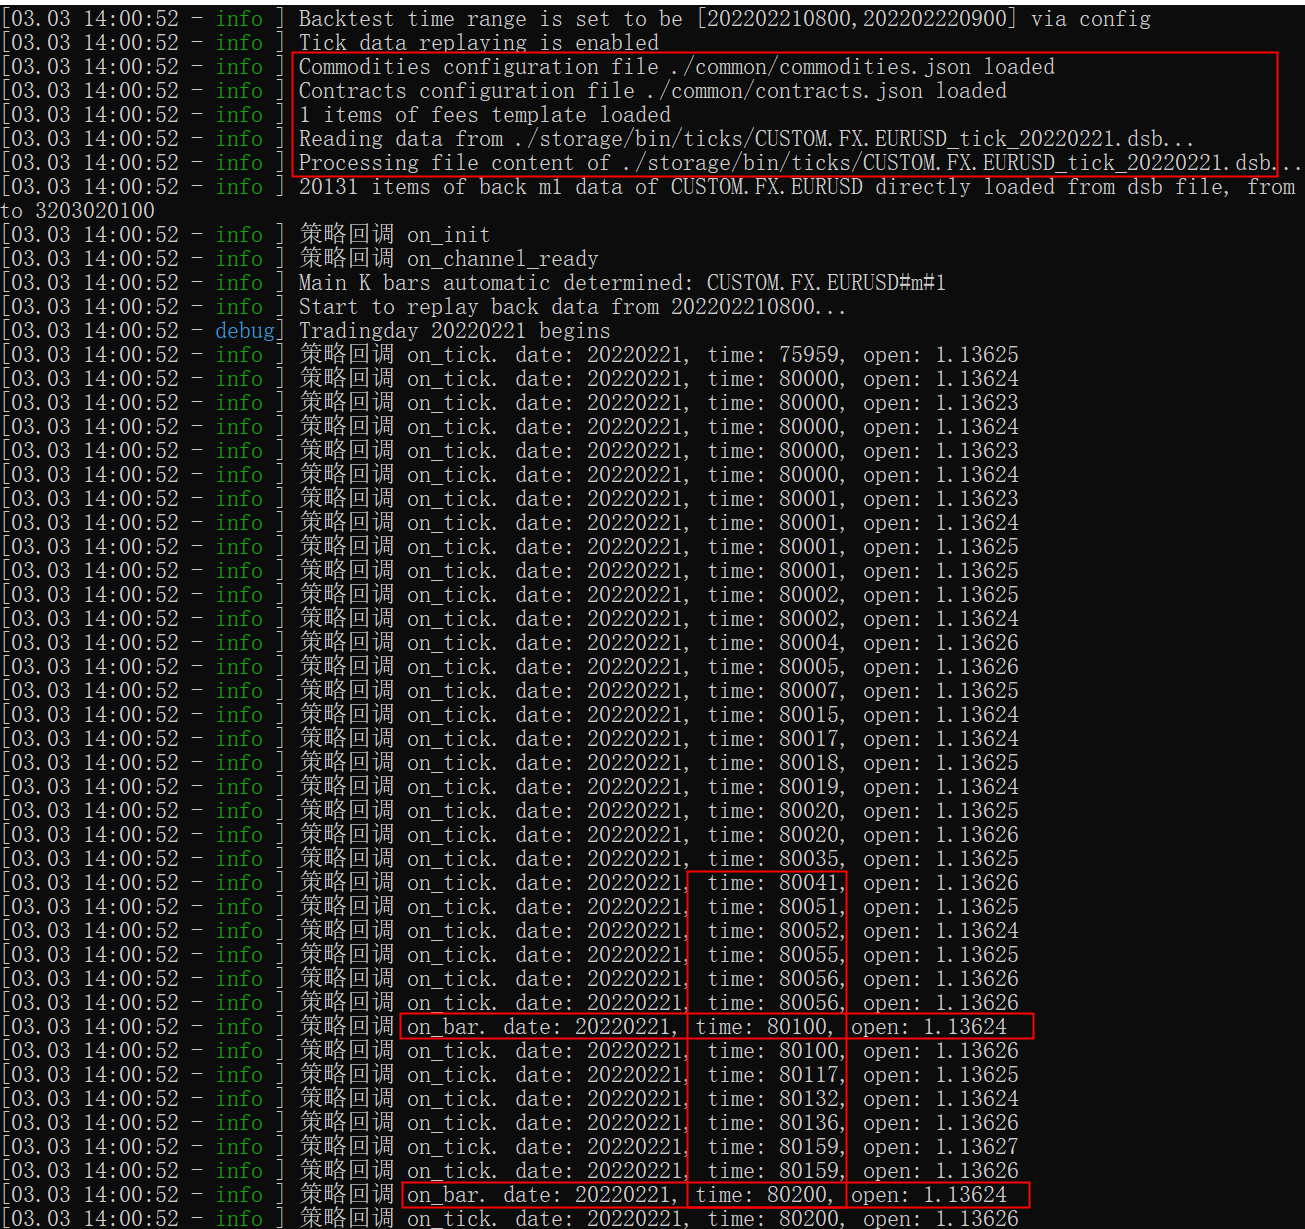 [03.03 14:00:52 - info ] Backtest time range is set to be [202202210800,202202220900] via config
[03.03 14:00:52 - info ] Tick data replaying is enabled
[03.03 14:00:52 - info ] Commodities configuration file ./common/commodities.json loaded
[03.03 14:00:52 - info ] Contracts configuration file ./common/contracts.json loaded
[03.03 14:00:52 - info ] 1 items of fees template loaded
[03.03 14:00:52 - info ] Reading data from ./storage/bin/ticks/CUSTOM.FX.EURUSD_tick_20220221.dsb...
[03.03 14:00:52 - info ] Processing file content of ./storage/bin/ticks/CUSTOM.FX.EURUSD_tick_20220221.dsb...
[03.03 14:00:52 - info ] 20131 items of back m1 data of CUSTOM.FX.EURUSD directly loaded from dsb file, from
to 3203020100
[03.03 14:00:52 - info ] 策略回调 on_init
[03.03 14:00:52 - info ] 策略回调 on_channel_ready
[03.03 14:00:52 - info ] Main K bars automatic determined: CUSTOM.FX.EURUSD#m#1
[03.03 14:00:52 - info ] Start to replay back data from 202202210800...
[03.03 14:00:52 - debug] Tradingday 20220221 begins
[03.03 14:00:52 - info ] 策略回调 on_tick. date: 20220221, time: 75959, open: 1.13625
[03.03 14:00:52 - info ] 策略回调 on_tick. date: 20220221, time: 80000, open: 1.13624
[03.03 14:00:52 - info ] 策略回调 on_tick. date: 20220221, time: 80000, open: 1.13623
[03.03 14:00:52 - info ] 策略回调 on_tick. date: 20220221, time: 80000, open: 1.13624
[03.03 14:00:52 - info ] 策略回调 on_tick. date: 20220221, time: 80000, open: 1.13623
[03.03 14:00:52 - info ] 策略回调 on_tick. date: 20220221, time: 80000, open: 1.13624
[03.03 14:00:52 - info ] 策略回调 on_tick. date: 20220221, time: 80001, open: 1.13623
[03.03 14:00:52 - info ] 策略回调 on_tick. date: 20220221, time: 80001, open: 1.13624
[03.03 14:00:52 - info ] 策略回调 on_tick. date: 20220221, time: 80001, open: 1.13625
[03.03 14:00:52 - info ] 策略回调 on_tick. date: 20220221, time: 80001, open: 1.13625
[03.03 14:00:52 - info ] 策略回调 on_tick. date: 20220221, time: 80002, open: 1.13625
[03.03 14:00:52 - info ] 策略回调 on_tick. date: 20220221, time: 80002, open: 1.13624
[03.03 14:00:52 - info ] 策略回调 on_tick. date: 20220221, time: 80004, open: 1.13626
[03.03 14:00:52 - info ] 策略回调 on_tick. date: 20220221, time: 80005, open: 1.13626
[03.03 14:00:52 - info ] 策略回调 on_tick. date: 20220221, time: 80007, open: 1.13625
[03.03 14:00:52 - info ] 策略回调 on_tick. date: 20220221, time: 80015, open: 1.13624
[03.03 14:00:52 - info ] 策略回调 on_tick. date: 20220221, time: 80017, open: 1.13624
[03.03 14:00:52 - info ] 策略回调 on_tick. date: 20220221, time: 80018, open: 1.13625
[03.03 14:00:52 - info ] 策略回调 on_tick. date: 20220221, time: 80019, open: 1.13624
[03.03 14:00:52 - info ] 策略回调 on_tick. date: 20220221, time: 80020, open: 1.13625
[03.03 14:00:52 - info ] 策略回调 on_tick. date: 20220221, time: 80020, open: 1.13626
[03.03 14:00:52 - info ] 策略回调 on_tick. date: 20220221, time: 80035, open: 1.13625
[03.03 14:00:52 - info ] 策略回调 on_tick. date: 20220221, time: 80041, open: 1.13626
[03.03 14:00:52 - info ] 策略回调 on_tick. date: 20220221, time: 80051, open: 1.13625
[03.03 14:00:52 - info ] 策略回调 on_tick. date: 20220221, time: 80052, open: 1.13624
[03.03 14:00:52 - info ] 策略回调 on_tick. date: 20220221, time: 80055, open: 1.13625
[03.03 14:00:52 - info ] 策略回调 on_tick. date: 20220221, time: 80056, open: 1.13626
[03.03 14:00:52 - info ] 策略回调 on_tick. date: 20220221, time: 80056, open: 1.13626
[03.03 14:00:52 - info ] 策略回调 on_bar. date: 20220221, time: 80100, open: 1.13624
[03.03 14:00:52 - info ] 策略回调 on_tick. date: 20220221, time: 80100, open: 1.13626
[03.03 14:00:52 - info ] 策略回调 on_tick. date: 20220221, time: 80117, open: 1.13625
[03.03 14:00:52 - info ] 策略回调 on_tick. date: 20220221, time: 80132, open: 1.13624
[03.03 14:00:52 - info ] 策略回调 on_tick. date: 20220221, time: 80136, open: 1.13626
[03.03 14:00:52 - info ] 策略回调 on_tick. date: 20220221, time: 80159, open: 1.13627
[03.03 14:00:52 - info ] 策略回调 on_tick. date: 20220221, time: 80159, open: 1.13626
[03.03 14:00:52 - info ] 策略回调 on_bar. date: 20220221, time: 80200, open: 1.13624
[03.03 14:00:52 - info ] 策略回调 on_tick. date: 20220221, time: 80200, open: 1.13626